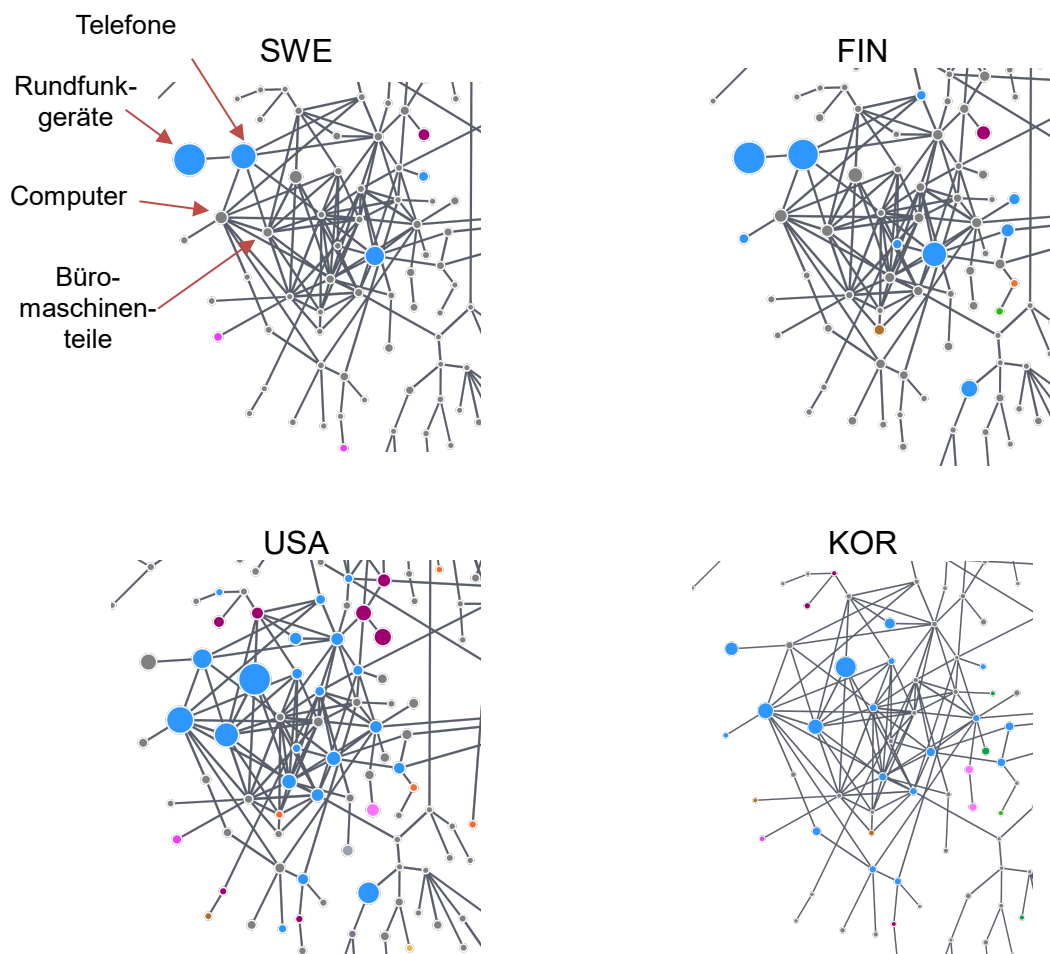 Telefone
SWE
FIN
Rundfunk-
geräte
Computer
Büro-
maschinen-
teile
USA
KOR